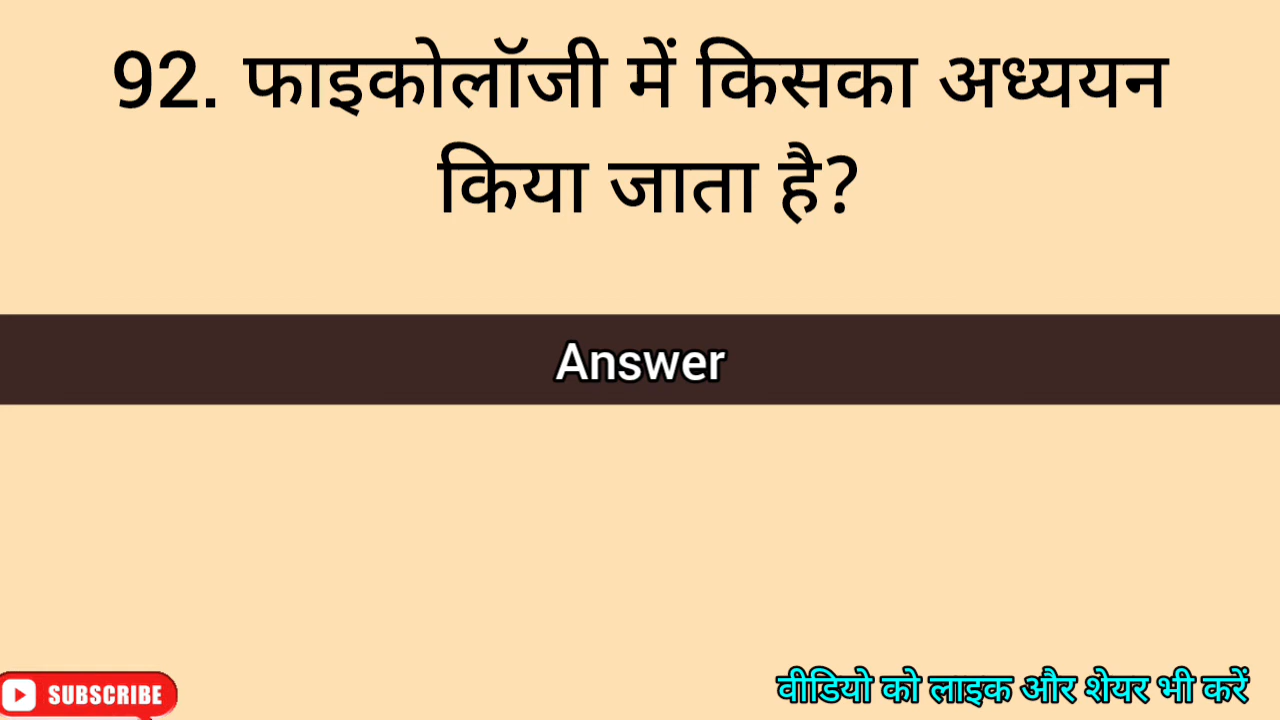 92. फाइकोलॉजी में किसका अध्ययन
किया जाता है?
Answer
SUBSCRIBE
वीडियो को लाइक और शेयर भी करें